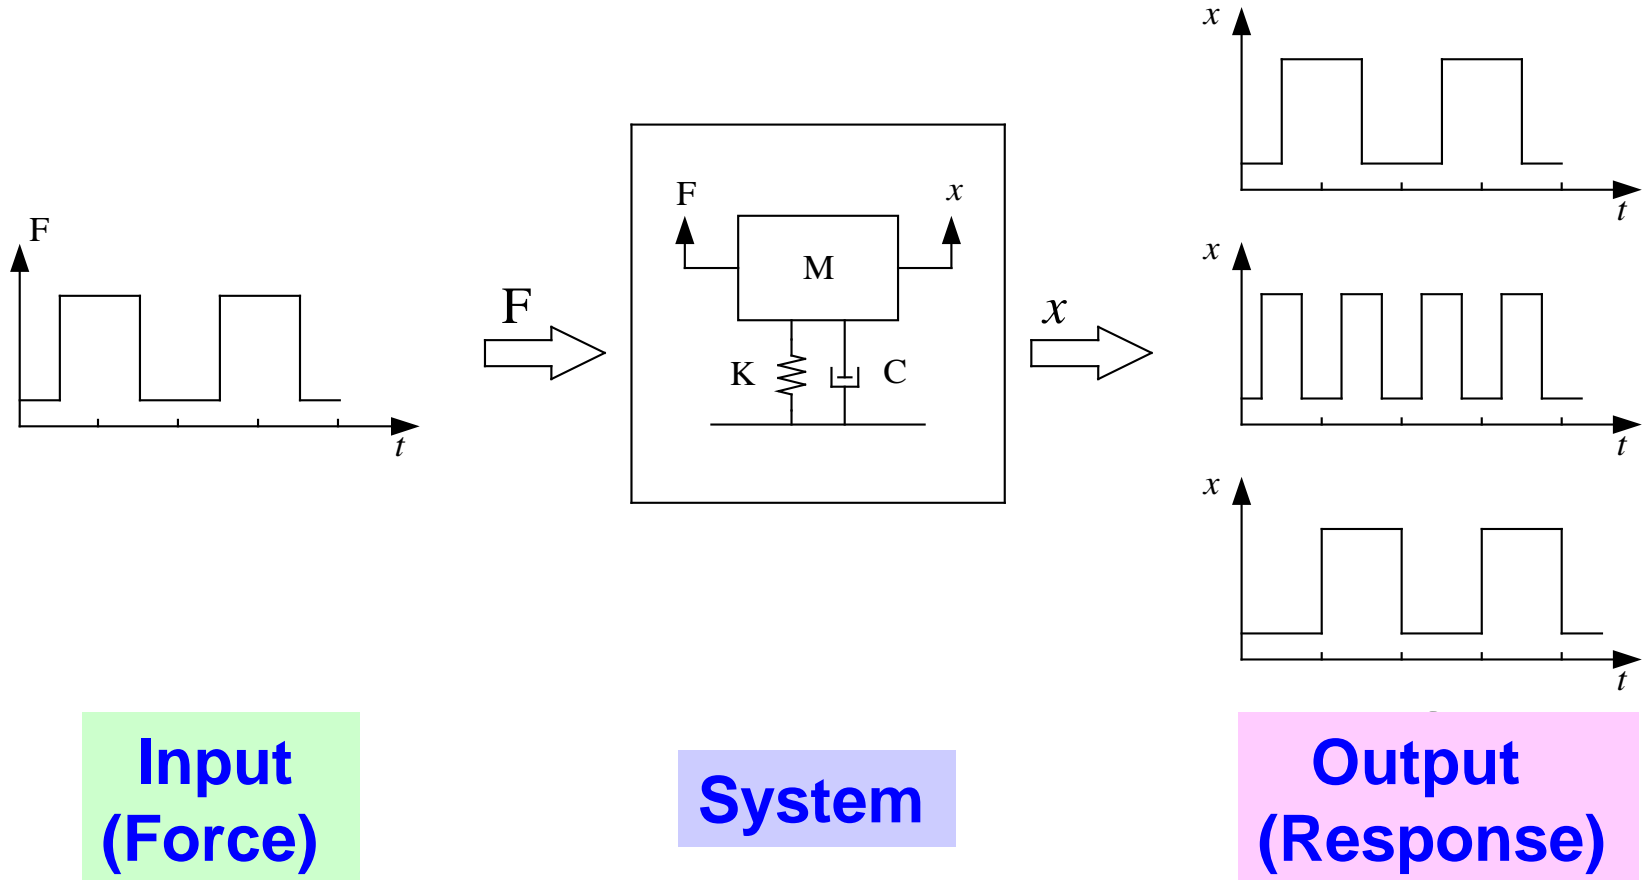 F
t
F
F
x
M
K
C
x
x
t
x
t
x
t
Input
(Force)
System
Output
(Response)